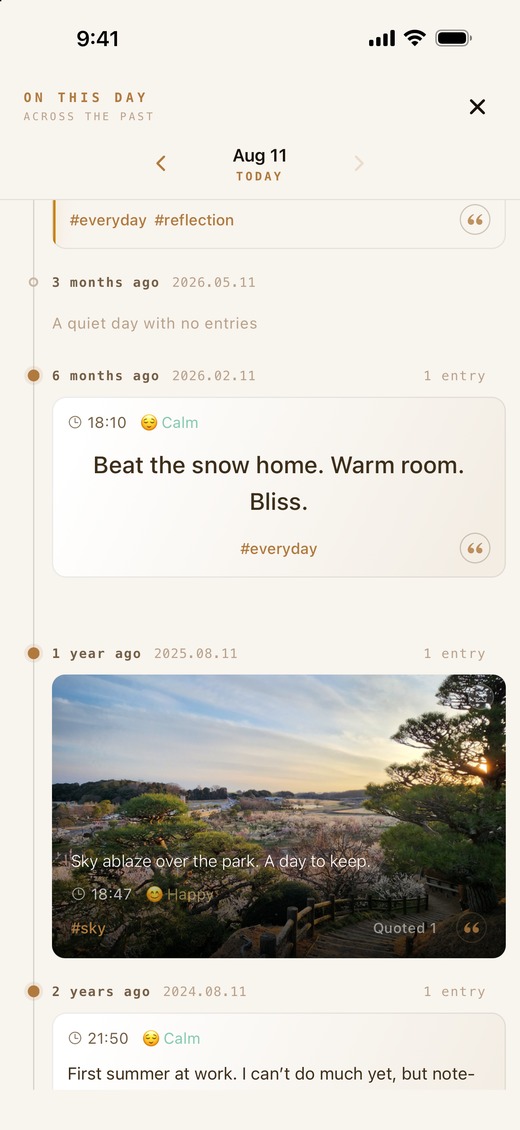 9:41
ON THIS DAY
ACROSS THE PAST
Aug 11
TODAY
#everyday #reflection
3 months ago 2026.05.11
A quiet day with no entries
6 months ago 2026.02.11 1 entry
18:10 Calm
Beat the snow home. Warm room.
Bliss.
#everyday
1 year ago 2025.08.11 1 entry
Sky ablaze over the park. A day to keep.
18:47 Happy
#sky Quoted 1
2 years ago 2024.08.11 1 entry
21:50 Calm
First summer at work. I can’t do much yet, but note-